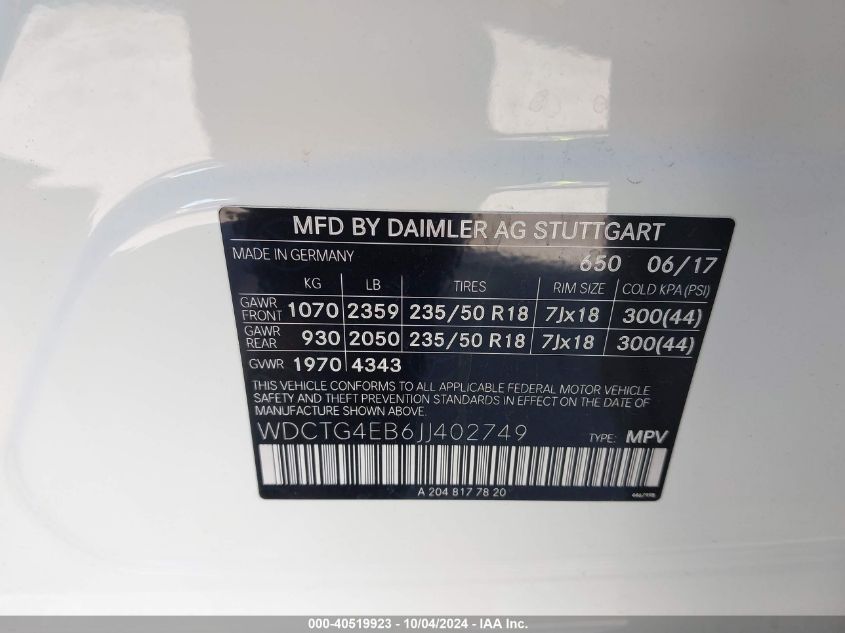 MFD BY DAIMLER AG STUTTGART
MADE IN GERMANY 650 06/17
KG LB TIRES RIM SIZE COLD KPA (PSI)
GAWR FRONT 1070 2359 235/50 R18 7Jx18 300(44)
GAWR REAR 930 2050 235/50 R18 7Jx18 300(44)
GVWR 1970 4343
THIS VEHICLE CONFORMS TO ALL APPLICABLE FEDERAL MOTOR VEHICLE
SAFETY AND THEFT PREVENTION STANDARDS IN EFFECT ON THE DATE OF
MANUFACTURE SHOWN ABOVE.
WDCTG4EB6JJ402749 TYPE: MPV
A 204 817 78 20
000-40519923 - 10/04/2024 - IAA Inc.